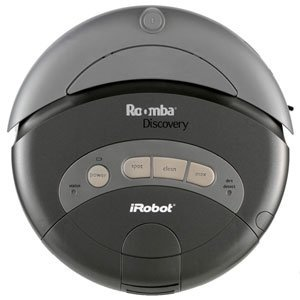 Roomba®
Discovery
spot clean max
status power dirt detect
iRobot®